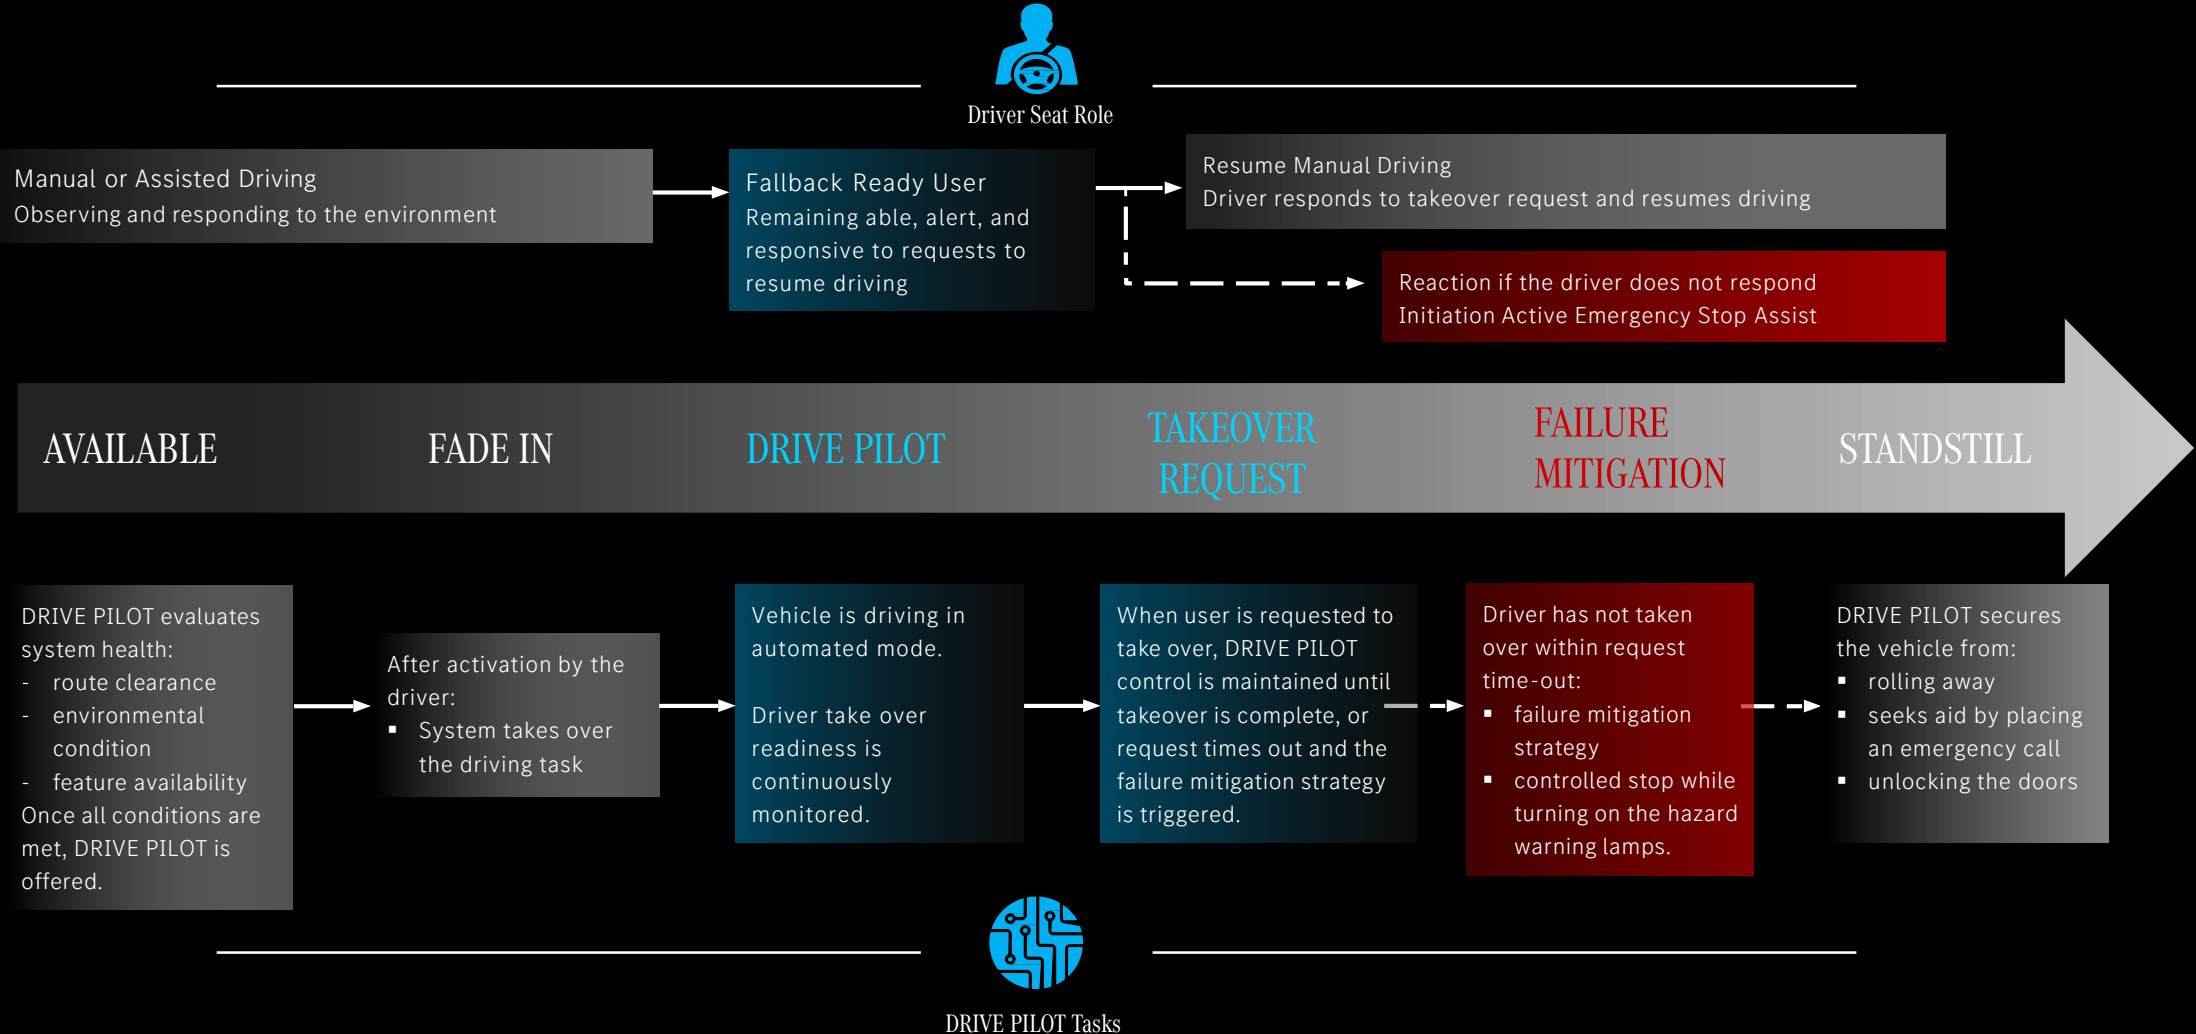 Driver Seat Role
Manual or Assisted Driving
Observing and responding to the environment
Fallback Ready User
Remaining able, alert, and
responsive to requests to
resume driving
Resume Manual Driving
Driver responds to takeover request and resumes driving
Reaction if the driver does not respond
Initiation Active Emergency Stop Assist
AVAILABLE
FADE IN
DRIVE PILOT
TAKEOVER
REQUEST
FAILURE
MITIGATION
STANDSTILL
DRIVE PILOT evaluates
system health:
- route clearance
- environmental
condition
- feature availability
Once all conditions are
met, DRIVE PILOT is
offered.
After activation by the
driver:
▪ System takes over
the driving task
Vehicle is driving in
automated mode.
Driver take over
readiness is
continuously
monitored.
When user is requested to
take over, DRIVE PILOT
control is maintained until
takeover is complete, or
request times out and the
failure mitigation strategy
is triggered.
Driver has not taken
over within request
time-out:
▪ failure mitigation
strategy
▪ controlled stop while
turning on the hazard
warning lamps.
DRIVE PILOT secures
the vehicle from:
▪ rolling away
▪ seeks aid by placing
an emergency call
▪ unlocking the doors
DRIVE PILOT Tasks